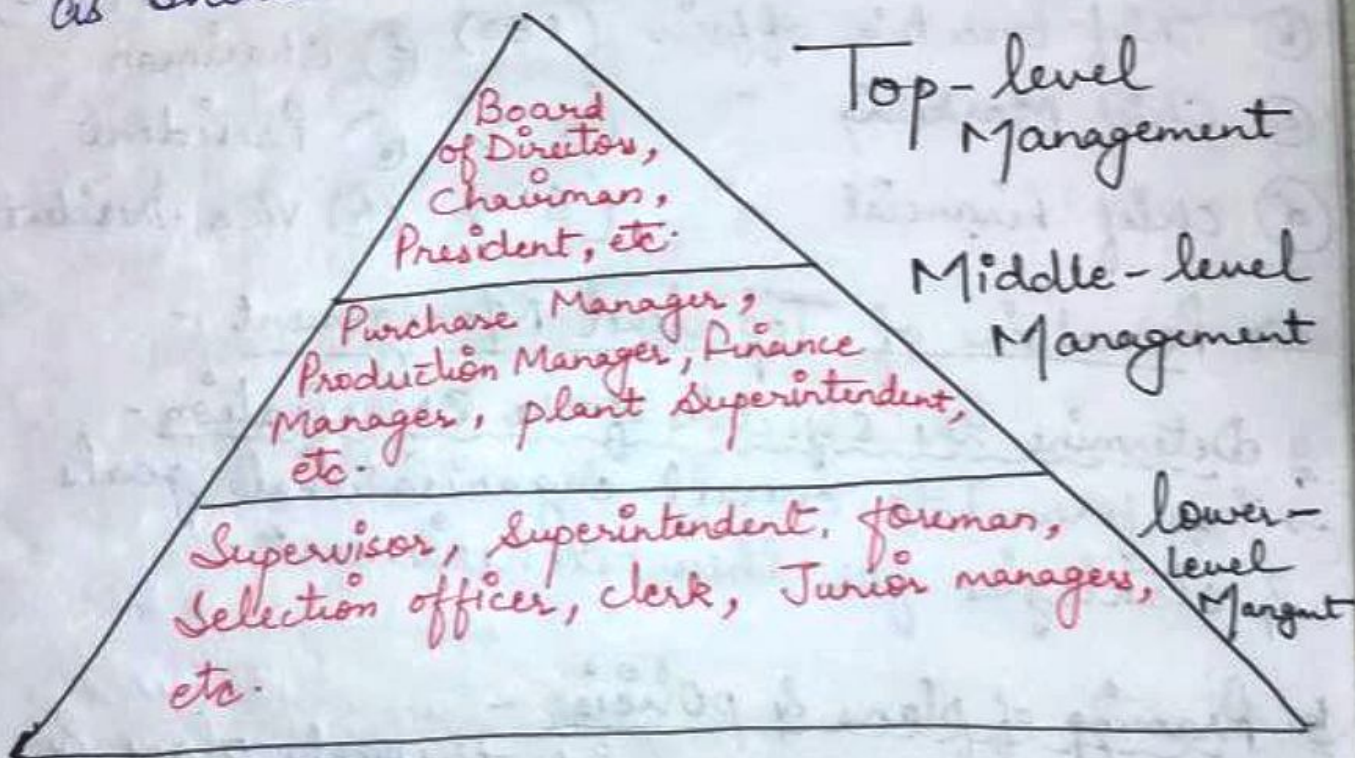 as
Board
of Directors,
Chairman,
President, etc.
Top-level
Management
Purchase Manager,
Production Manager, Finance
Manager, plant Superintendent,
etc.
Middle-level
Management
Supervisor, Superintendent, foreman,
Selection officer, clerk, Junior managers,
etc.
lower-
level
Mangmt